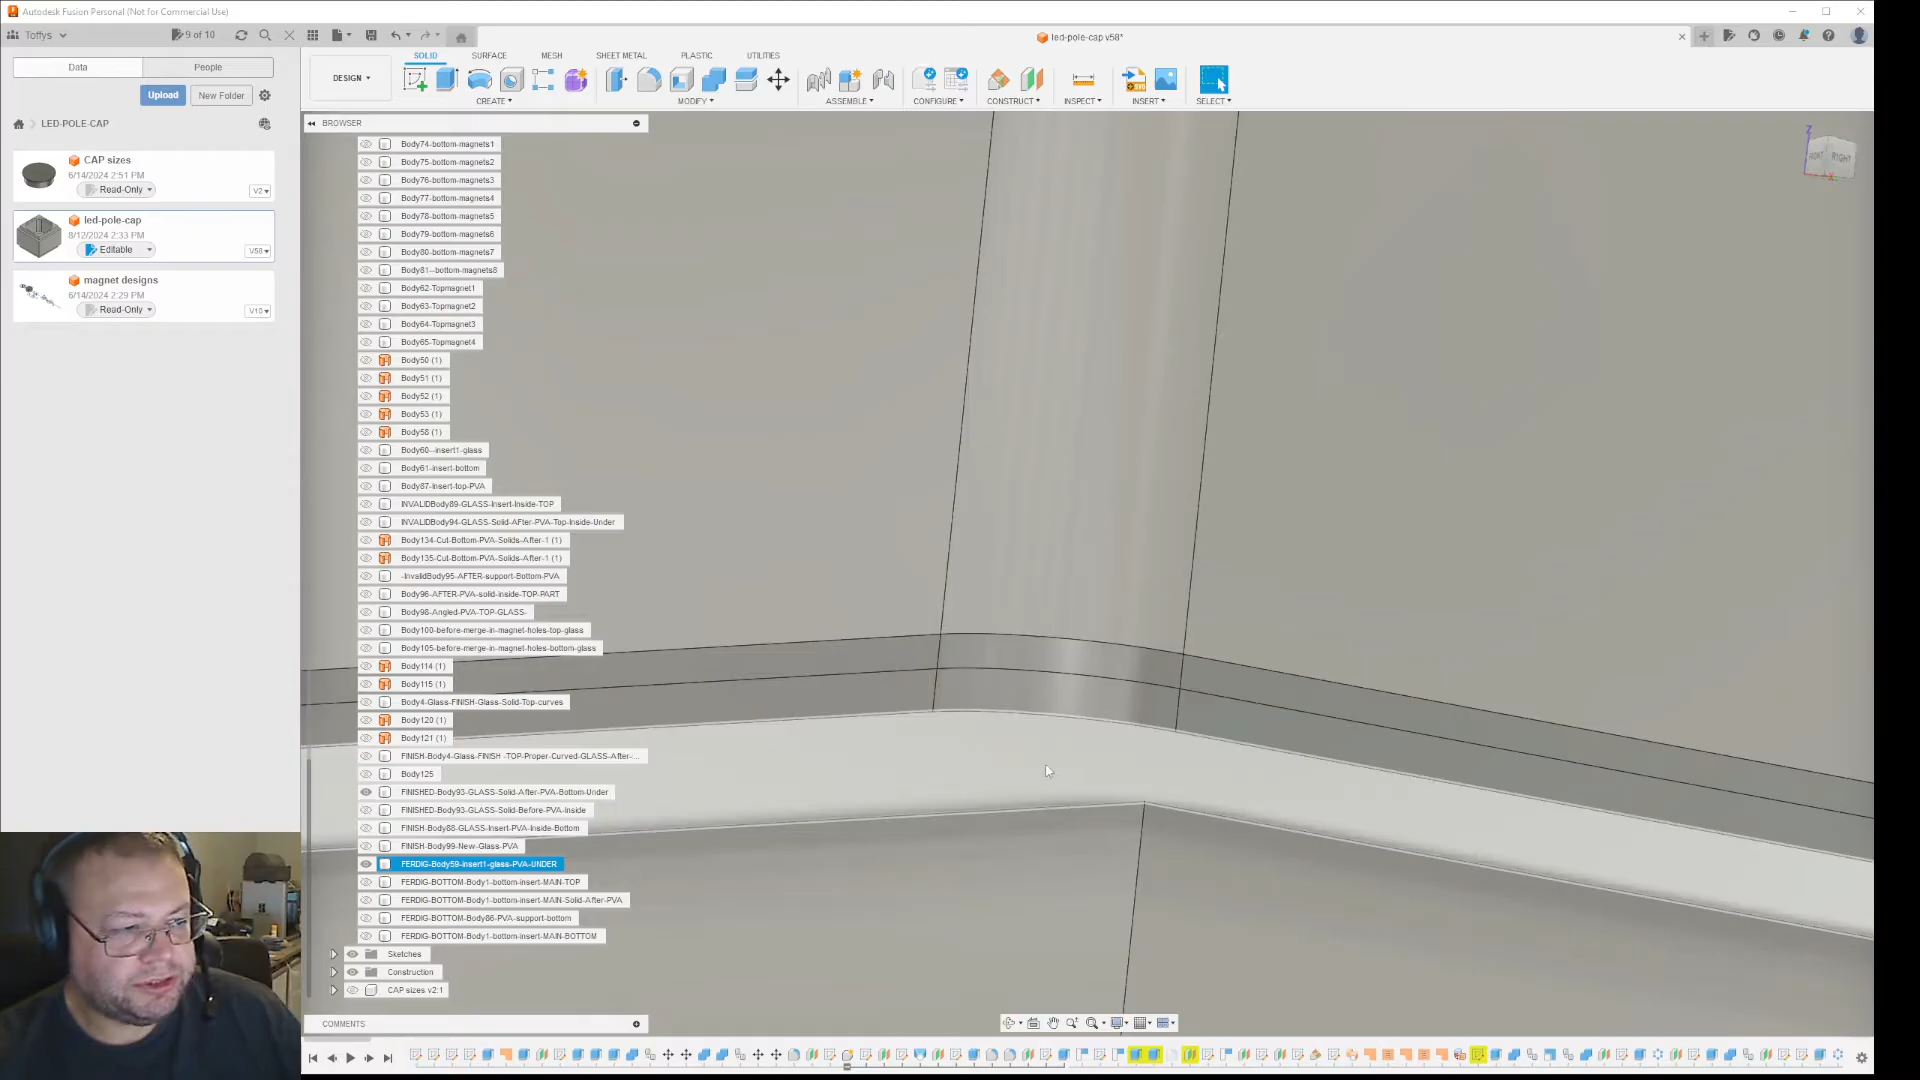 Autodesk Fusion Personal (Not for Commercial Use)
Toffys
9 of 10
led-pole-cap v58*
Data
People
Upload
New Folder
LED-POLE-CAP
CAP sizes
6/14/2024 2:51 PM
Read-Only
V2
led-pole-cap
8/12/2024 2:33 PM
Editable
V58
magnet designs
6/14/2024 2:29 PM
Read-Only
V10
DESIGN
SOLID
SURFACE
MESH
SHEET METAL
PLASTIC
UTILITIES
CREATE
MODIFY
ASSEMBLE
CONFIGURE
CONSTRUCT
INSPECT
INSERT
SELECT
BROWSER
Body74-bottom-magnets1
Body75-bottom-magnets2
Body76-bottom-magnets3
Body77-bottom-magnets4
Body78-bottom-magnets5
Body79-bottom-magnets6
Body80-bottom-magnets7
Body81--bottom-magnets8
Body62-Topmagnet1
Body63-Topmagnet2
Body64-Topmagnet3
Body65-Topmagnet4
Body50 (1)
Body51 (1)
Body52 (1)
Body53 (1)
Body58 (1)
Body60--insert1-glass
Body61-insert-bottom
Body87-Insert-top-PVA
INVALIDBody89-GLASS-Insert-Inside-TOP
INVALIDBody94-GLASS-Solid-AFter-PVA-Top-Inside-Under
Body134-Cut-Bottom-PVA-Solids-After-1 (1)
Body135-Cut-Bottom-PVA-Solids-After-1 (1)
-InvalidBody95-AFTER-support-Bottom-PVA
Body96-AFTER-PVA-solid-inside-TOP-PART
Body98-Angled-PVA-TOP-GLASS-
Body100-before-merge-in-magnet-holes-top-glass
Body105-before-merge-in-magnet-holes-bottom-glass
Body114 (1)
Body115 (1)
Body4-Glass-FINISH-Glass-Solid-Top-curves
Body120 (1)
Body121 (1)
FINISH-Body4-Glass-FINISH -TOP-Proper-Curved-GLASS-After-...
Body125
FINISHED-Body93-GLASS-Solid-After-PVA-Bottom-Under
FINISHED-Body93-GLASS-Solid-Before-PVA-Inside
FINISH-Body88-GLASS-Insert-PVA-Inside-Bottom
FINISH-Body99-New-Glass-PVA
FERDIG-Body59-insert1-glass-PVA-UNDER
FERDIG-BOTTOM-Body1-bottom-insert-MAIN-TOP
FERDIG-BOTTOM-Body1-bottom-insert-MAIN-Solid-After-PVA
FERDIG-BOTTOM-Body86-PVA-support-bottom
FERDIG-BOTTOM-Body1-bottom-insert-MAIN-BOTTOM
Sketches
Construction
CAP sizes v2:1
COMMENTS
Z
FRONT
RIGHT
X